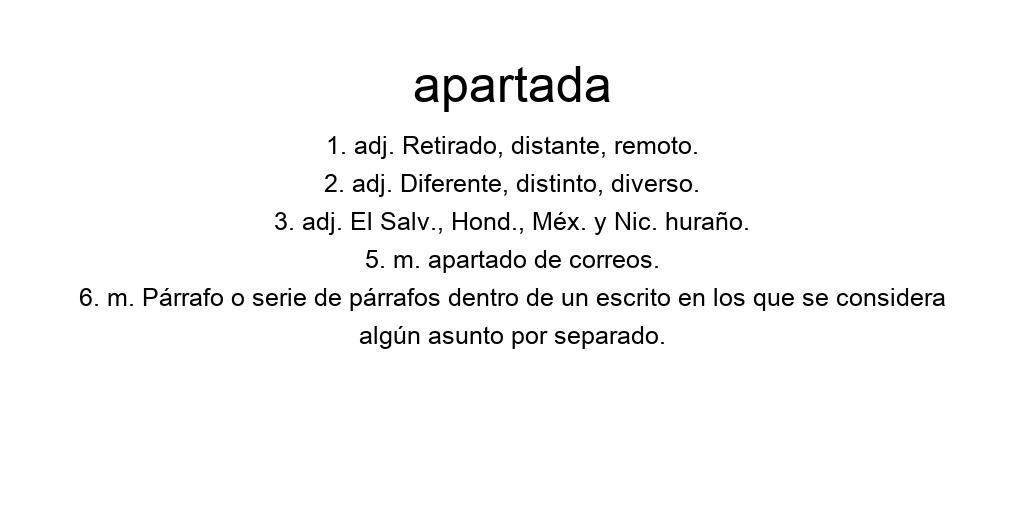 apartada
1. adj. Retirado, distante, remoto.
2. adj. Diferente, distinto, diverso.
3. adj. El Salv., Hond., Méx. y Nic. huraño.
5. m. apartado de correos.
6. m. Párrafo o serie de párrafos dentro de un escrito en los que se considera
algún asunto por separado.